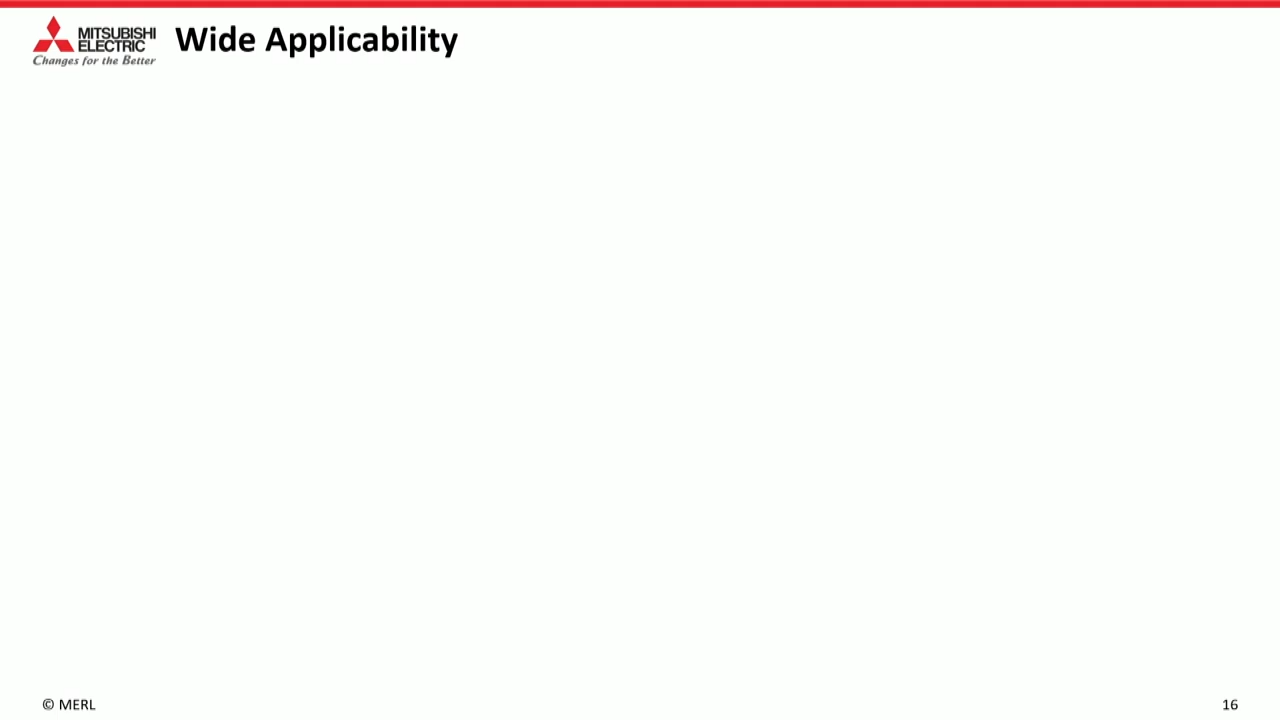 MITSUBISHI
ELECTRIC
Changes for the Better
Wide Applicability
© MERL
16